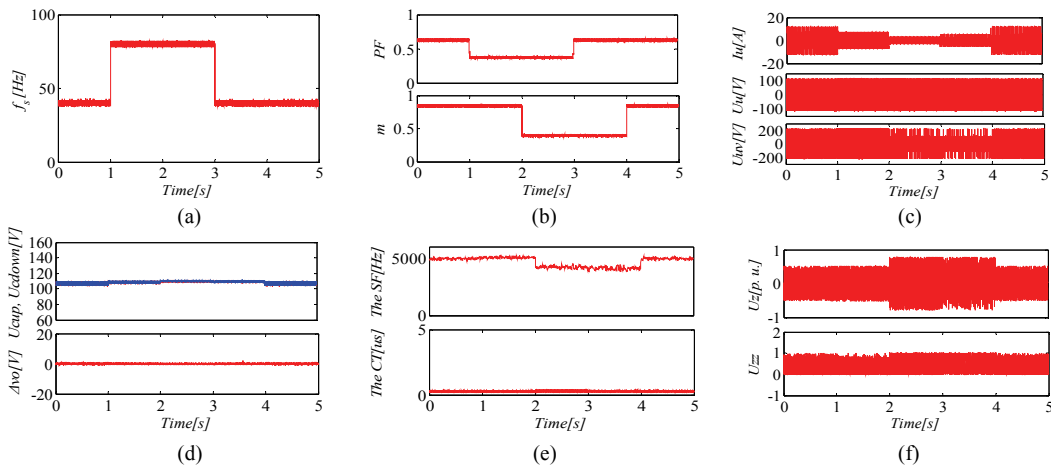 100
50
0
f_s [Hz]
0 1 2 3 4 5
Time[s]
(a)
1
0.5
0
PF
1
0.5
0
m
0 1 2 3 4 5
Time[s]
(b)
20
0
-20
Iu[A]
100
0
-100
Uu[V]
200
0
-200
Uuv[V]
0 1 2 3 4 5
Time[s]
(c)
160
140
120
100
80
60
Ucup, Ucdown[V]
20
0
-20
Δvo[V]
0 1 2 3 4 5
Time[s]
(d)
5000
0
The SF[Hz]
5
0
The CT[us]
0 1 2 3 4 5
Time[s]
(e)
1
0
-1
Uz[p. u.]
2
1
0
Uzz
0 1 2 3 4 5
Time[s]
(f)